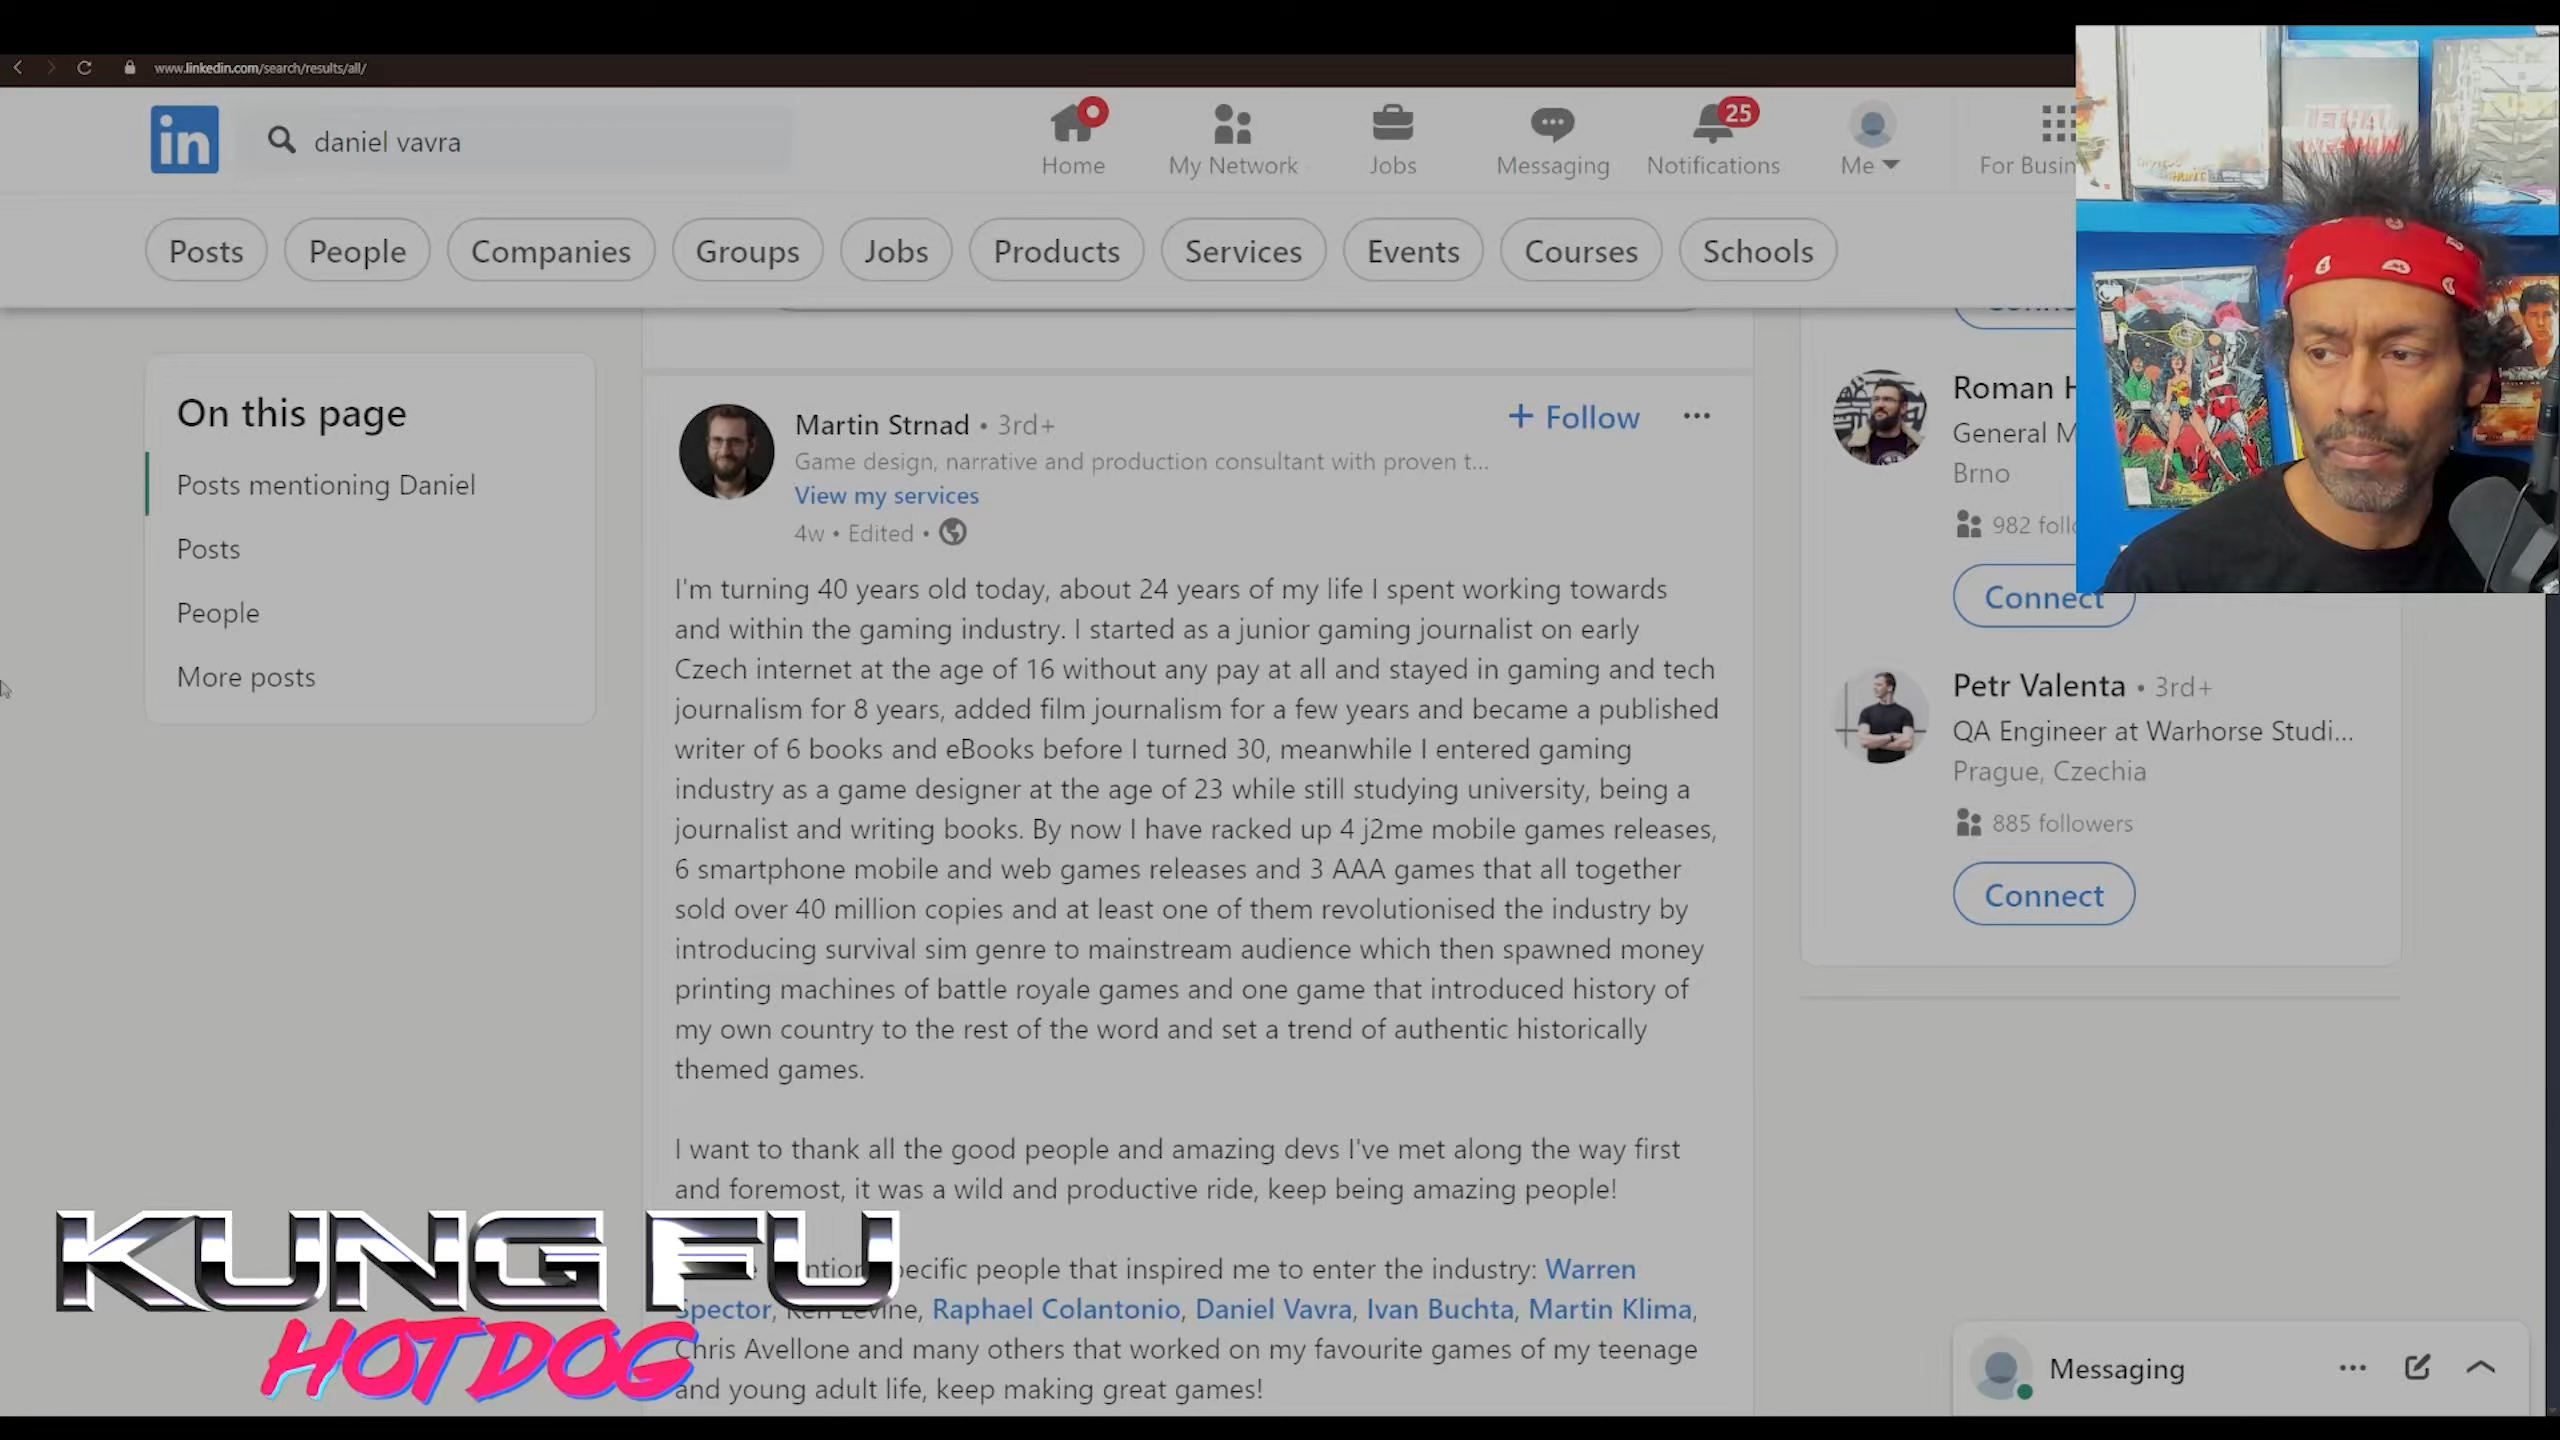 www.linkedin.com/search/results/all/
in
daniel vavra
Home
My Network
Jobs
Messaging
25
Notifications
Me
For Busin
Posts
People
Companies
Groups
Jobs
Products
Services
Events
Courses
Schools
On this page
Posts mentioning Daniel
Posts
People
More posts
Martin Strnad • 3rd+
+ Follow
Game design, narrative and production consultant with proven t...
View my services
4w • Edited •
I'm turning 40 years old today, about 24 years of my life I spent working towards
and within the gaming industry. I started as a junior gaming journalist on early
Czech internet at the age of 16 without any pay at all and stayed in gaming and tech
journalism for 8 years, added film journalism for a few years and became a published
writer of 6 books and eBooks before I turned 30, meanwhile I entered gaming
industry as a game designer at the age of 23 while still studying university, being a
journalist and writing books. By now I have racked up 4 j2me mobile games releases,
6 smartphone mobile and web games releases and 3 AAA games that all together
sold over 40 million copies and at least one of them revolutionised the industry by
introducing survival sim genre to mainstream audience which then spawned money
printing machines of battle royale games and one game that introduced history of
my own country to the rest of the word and set a trend of authentic historically
themed games.
I want to thank all the good people and amazing devs I've met along the way first
and foremost, it was a wild and productive ride, keep being amazing people!
ecific people that inspired me to enter the industry: Warren
Spector, Ken Levine, Raphael Colantonio, Daniel Vavra, Ivan Buchta, Martin Klima,
Chris Avellone and many others that worked on my favourite games of my teenage
and young adult life, keep making great games!
Roman H
General M
Brno
982 foll
Connect
Petr Valenta • 3rd+
QA Engineer at Warhorse Studi...
Prague, Czechia
885 followers
Connect
Messaging
KUNG FU
HOTDOG
LETHAL
HUNT